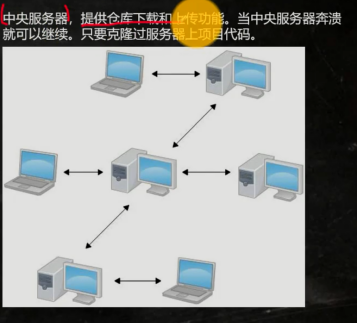 中央服务器，提供仓库下载和上传功能。当中央服务器奔溃
就可以继续。只要克隆过服务器上项目代码。